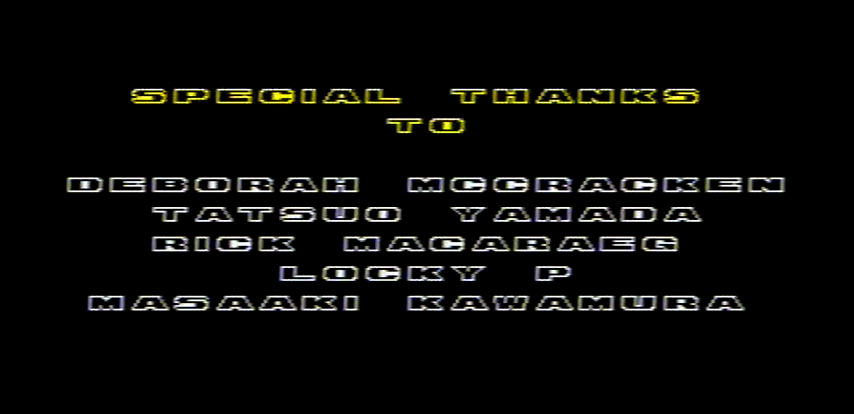 SPECIAL THANKS
TO
DEBORAH MCCRACKEN
TATSUO YAMADA
RICK MACARAEG
LOCKY P
MASAAKI KAWAMURA